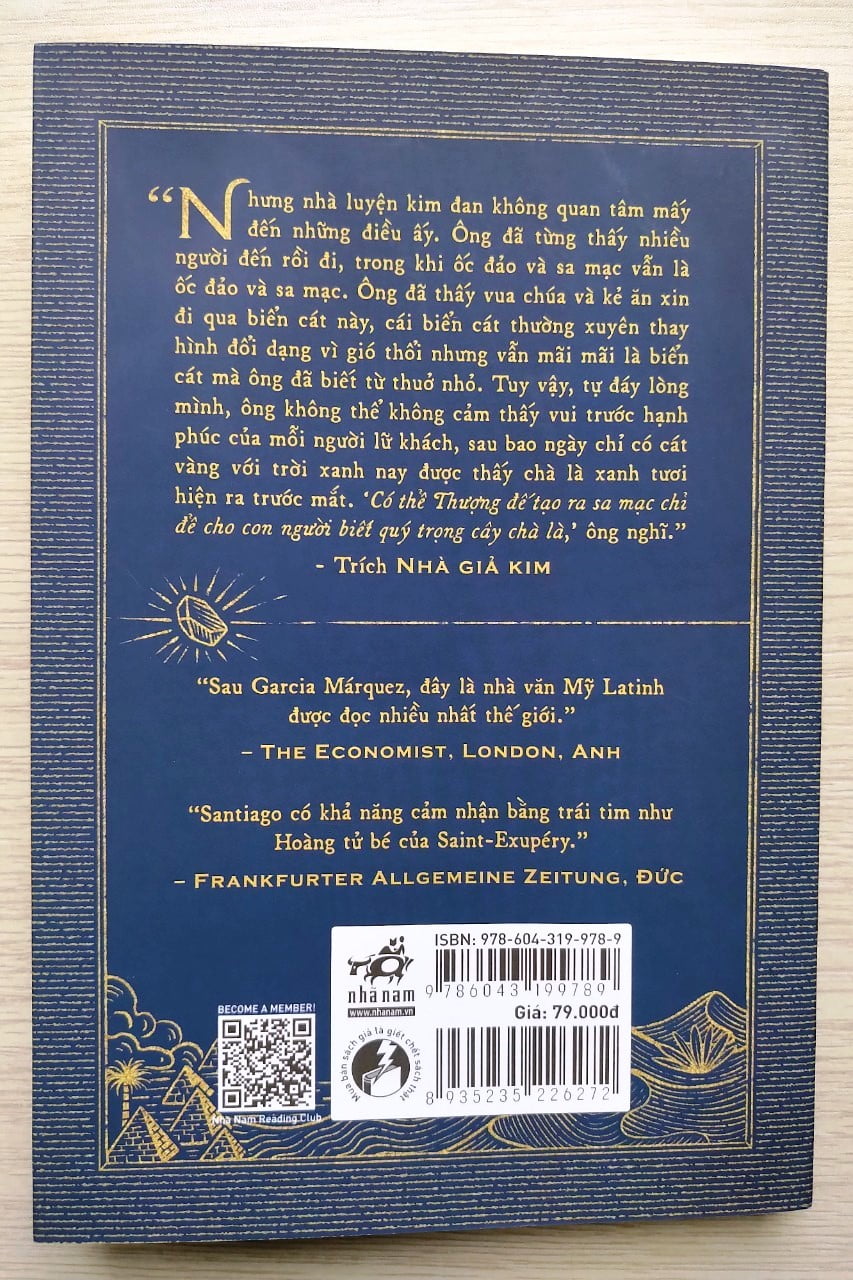 “Nhưng nhà luyện kim đan không quan tâm mấy
đến những điều ấy. Ông đã từng thấy nhiều
người đến rồi đi, trong khi ốc đảo và sa mạc vẫn là
ốc đảo và sa mạc. Ông đã thấy vua chúa và kẻ ăn xin
đi qua biển cát này, cái biển cát thường xuyên thay
hình đổi dạng vì gió thổi nhưng vẫn mãi mãi là biển
cát mà ông đã biết từ thuở nhỏ. Tuy vậy, tự đáy lòng
mình, ông không thể không cảm thấy vui trước hạnh
phúc của mỗi người lữ khách, sau bao ngày chỉ có cát
vàng với trời xanh nay được thấy chà là xanh tươi
hiện ra trước mắt. ‘Có thể Thượng đế tạo ra sa mạc chỉ
để cho con người biết quý trọng cây chà là,’ ông nghĩ.”
- Trích NHÀ GIẢ KIM
“Sau Garcia Márquez, đây là nhà văn Mỹ Latinh
được đọc nhiều nhất thế giới.”
– THE ECONOMIST, LONDON, ANH
“Santiago có khả năng cảm nhận bằng trái tim như
Hoàng tử bé của Saint-Exupéry.”
– FRANKFURTER ALLGEMEINE ZEITUNG, ĐỨC
BECOME A MEMBER!
Nha Nam Reading Club
nhã nam
www.nhanam.vn
Mua bán sách giả là giết chết sách thật
ISBN: 978-604-319-978-9
9 786043 199789
Giá: 79.000đ
8 935235 226272